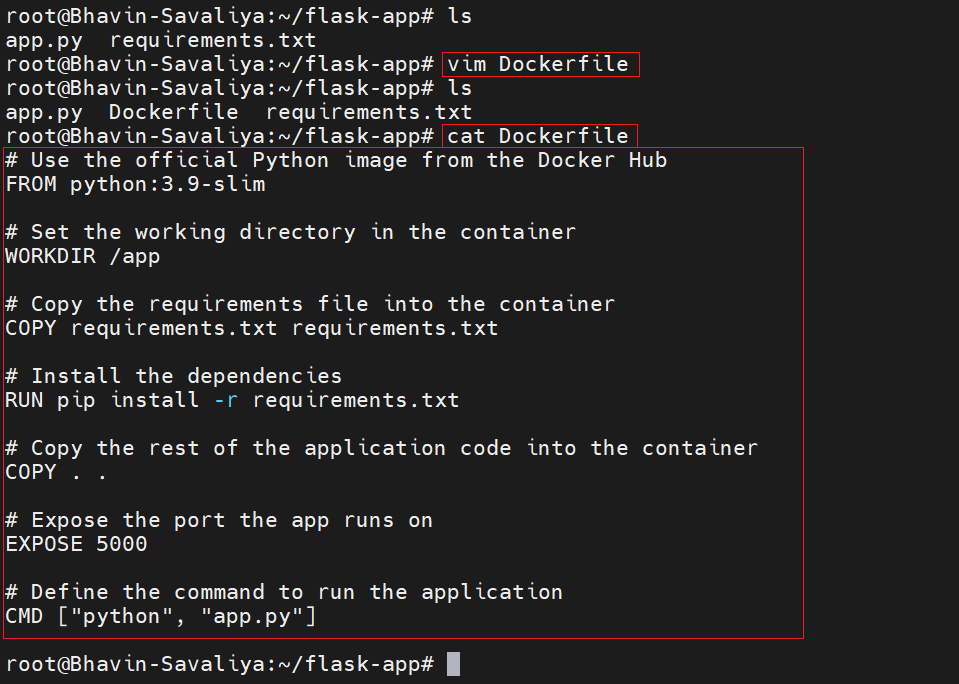 root@Bhavin-Savaliya:~/flask-app# ls
app.py  requirements.txt
root@Bhavin-Savaliya:~/flask-app# vim Dockerfile
root@Bhavin-Savaliya:~/flask-app# ls
app.py  Dockerfile  requirements.txt
root@Bhavin-Savaliya:~/flask-app# cat Dockerfile
# Use the official Python image from the Docker Hub
FROM python:3.9-slim
# Set the working directory in the container
WORKDIR /app
# Copy the requirements file into the container
COPY requirements.txt requirements.txt
# Install the dependencies
RUN pip install -r requirements.txt
# Copy the rest of the application code into the container
COPY . .
# Expose the port the app runs on
EXPOSE 5000
# Define the command to run the application
CMD ["python", "app.py"]
root@Bhavin-Savaliya:~/flask-app#